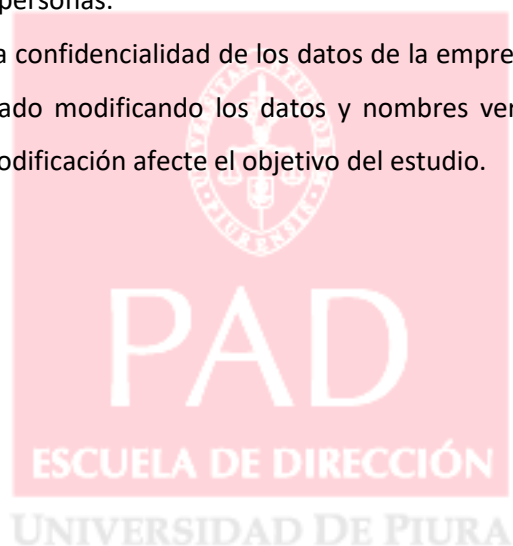 personas.
a confidencialidad de los datos de la empre
ado modificando los datos y nombres ver
odificación afecte el objetivo del estudio.
PAD
ESCUELA DE DIRECCIÓN
UNIVERSIDAD DE PIURA